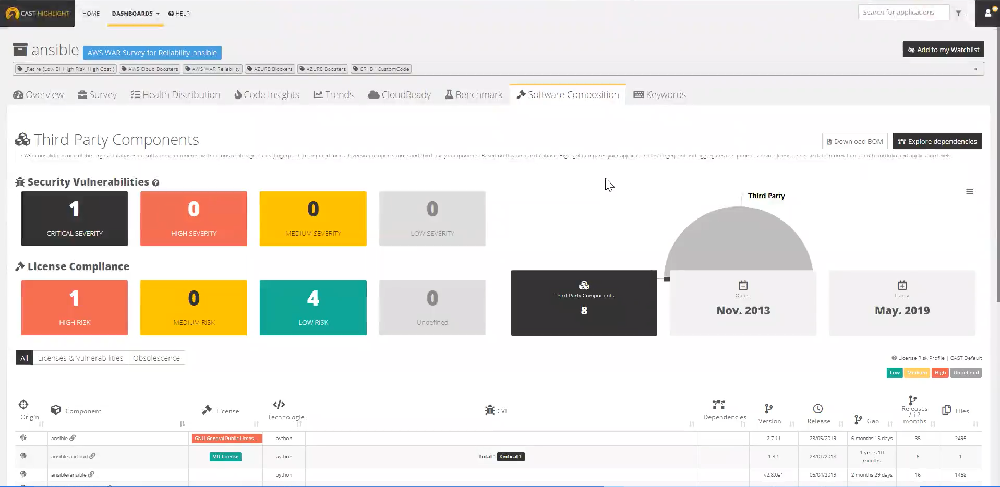 CAST HIGHLIGHT HOME DASHBOARDS HELP Search for applications ...
ansible AWS WAR Survey for Reliability_ansible Add to my Watchlist
_Retire {Low BI, High Risk, High Cost } AWS Cloud Boosters AWS WAR Reliability AZURE Blockers AZURE Boosters CR+BI+CustomCode ×
Overview Survey Health Distribution Code Insights Trends CloudReady Benchmark Software Composition Keywords
Third-Party Components Download BOM Explore dependencies
CAST consolidates one of the largest databases on software components, with billions of file signatures (fingerprints) computed for each version of open source and third-party components. Based on this unique database, Highlight compares your application files' fingerprint and aggregates component, version, license, release date information at both portfolio and application levels.
Security Vulnerabilities
1 0 0 0
CRITICAL SEVERITY HIGH SEVERITY MEDIUM SEVERITY LOW SEVERITY
Third Party
License Compliance
1 0 4 0
HIGH RISK MEDIUM RISK LOW RISK Undefined
Third-Party Components Oldest Latest
8 Nov. 2013 May. 2019
All Licenses & Vulnerabilities Obsolescence License Risk Profile | CAST Default
Low Medium High Undefined
Origin Component License Technologie: CVE Dependencies Version Release Gap Releases / 12 months Files
ansible GNU General Public Licens... python 2.7.11 23/05/2019 6 months 15 days 35 2495
ansible-alicloud MIT License python Total 1 Critical 1 1.3.1 23/01/2018 1 years 10 months 6 1
ansible/ansible python v2.8.0a1 05/04/2019 2 months 29 days 16 1468